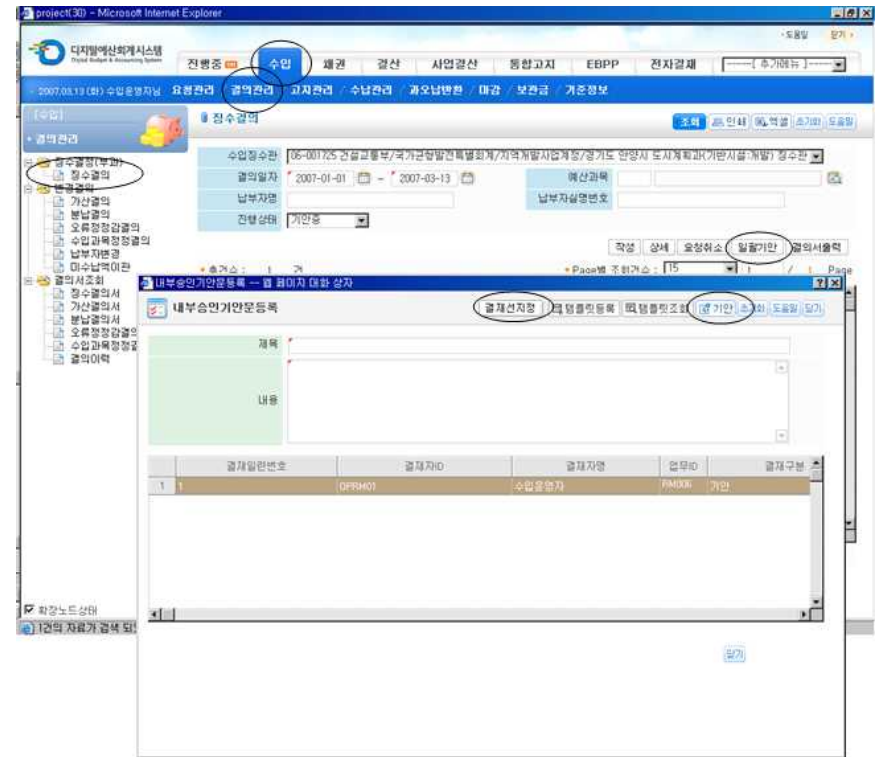 project(30) - Microsoft Internet Explorer
도움말 닫기
디지털예산회계시스템
Digital Budget & Accounting System
진행중 수입 채권 결산 사업결산 통합고지 EBPP 전자결재 -----[ 추가메뉴 ]-----
2007.03.13 (화) 수입운영자님 요청관리 결의관리 고지관리 / 수납관리 / 과오납반환 / 마감 / 보관금 / 기준정보
[수입]
결의관리
징수결의
조회 인쇄 엑셀 초기화 도움말
징수결정(부과)
징수결의
변경결의
가산결의
분납결의
오류정정감결의
수입과목정정결의
납부자변경
미수납액이관
결의서조회
징수결의서
가산결의서
분납결의서
오류정정감결의
수입과목정정결
결의이력
수입징수관 06-001725 건설교통부/국가균형발전특별회계/지역개발사업계정/경기도 안양시 도시계획과(기반시설:개발) 징수관
결의일자 2007-01-01 ~ 2007-03-13 예산과목
납부자명 납부자실명번호
진행상태 기안중
작성 상세 요청취소 일괄기안 결의서출력
총건수 : 1 건 Page별 조회건수 : 15 1 / 1 Page
내부승인기안문등록 -- 웹 페이지 대화 상자
내부승인기안문등록
결재선지정 템플릿등록 템플릿조회 기안 초기화 도움말 닫기
제목
내용
결재일련번호 결재자ID 결재자명 업무ID 결재구분
1 1 OPRM01 수입운영자 RM006 기안
닫기
확장노드상태
1건의 자료가 검색 되